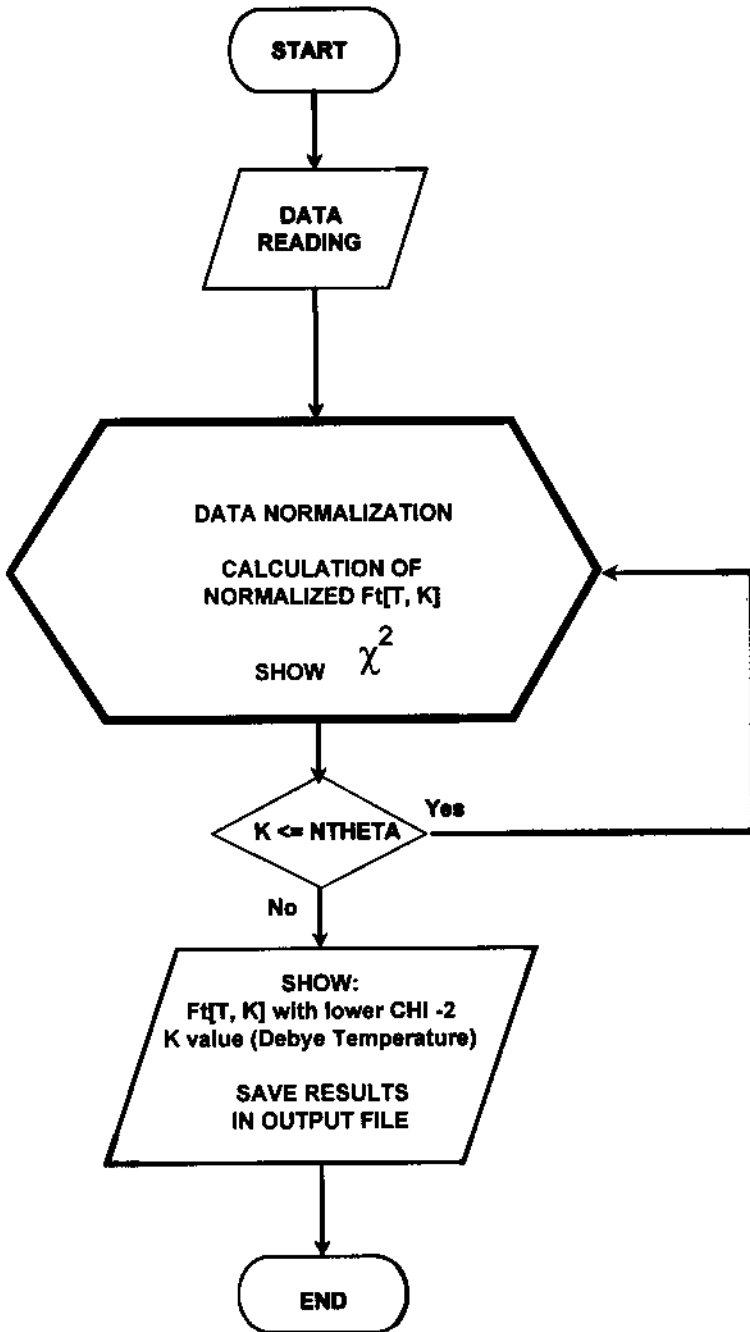 START
DATA
READING
DATA NORMALIZATION
CALCULATION OF
NORMALIZED Ft[T, K]
SHOW χ²
K <= NTHETA
Yes
No
SHOW:
Ft[T, K] with lower CHI -2
K value (Debye Temperature)
SAVE RESULTS
IN OUTPUT FILE
END